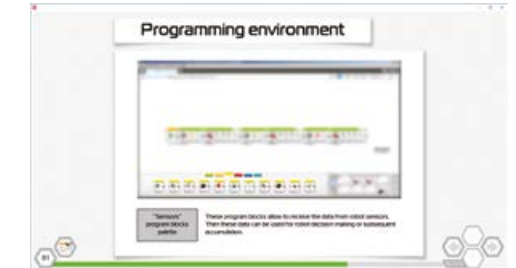 Programming environment
"Sensors"
program blocks
palette
These program blocks allow to receive the data from robot sensors.
Then these data can be used for robot decision making or subsequent
accumulation.
81